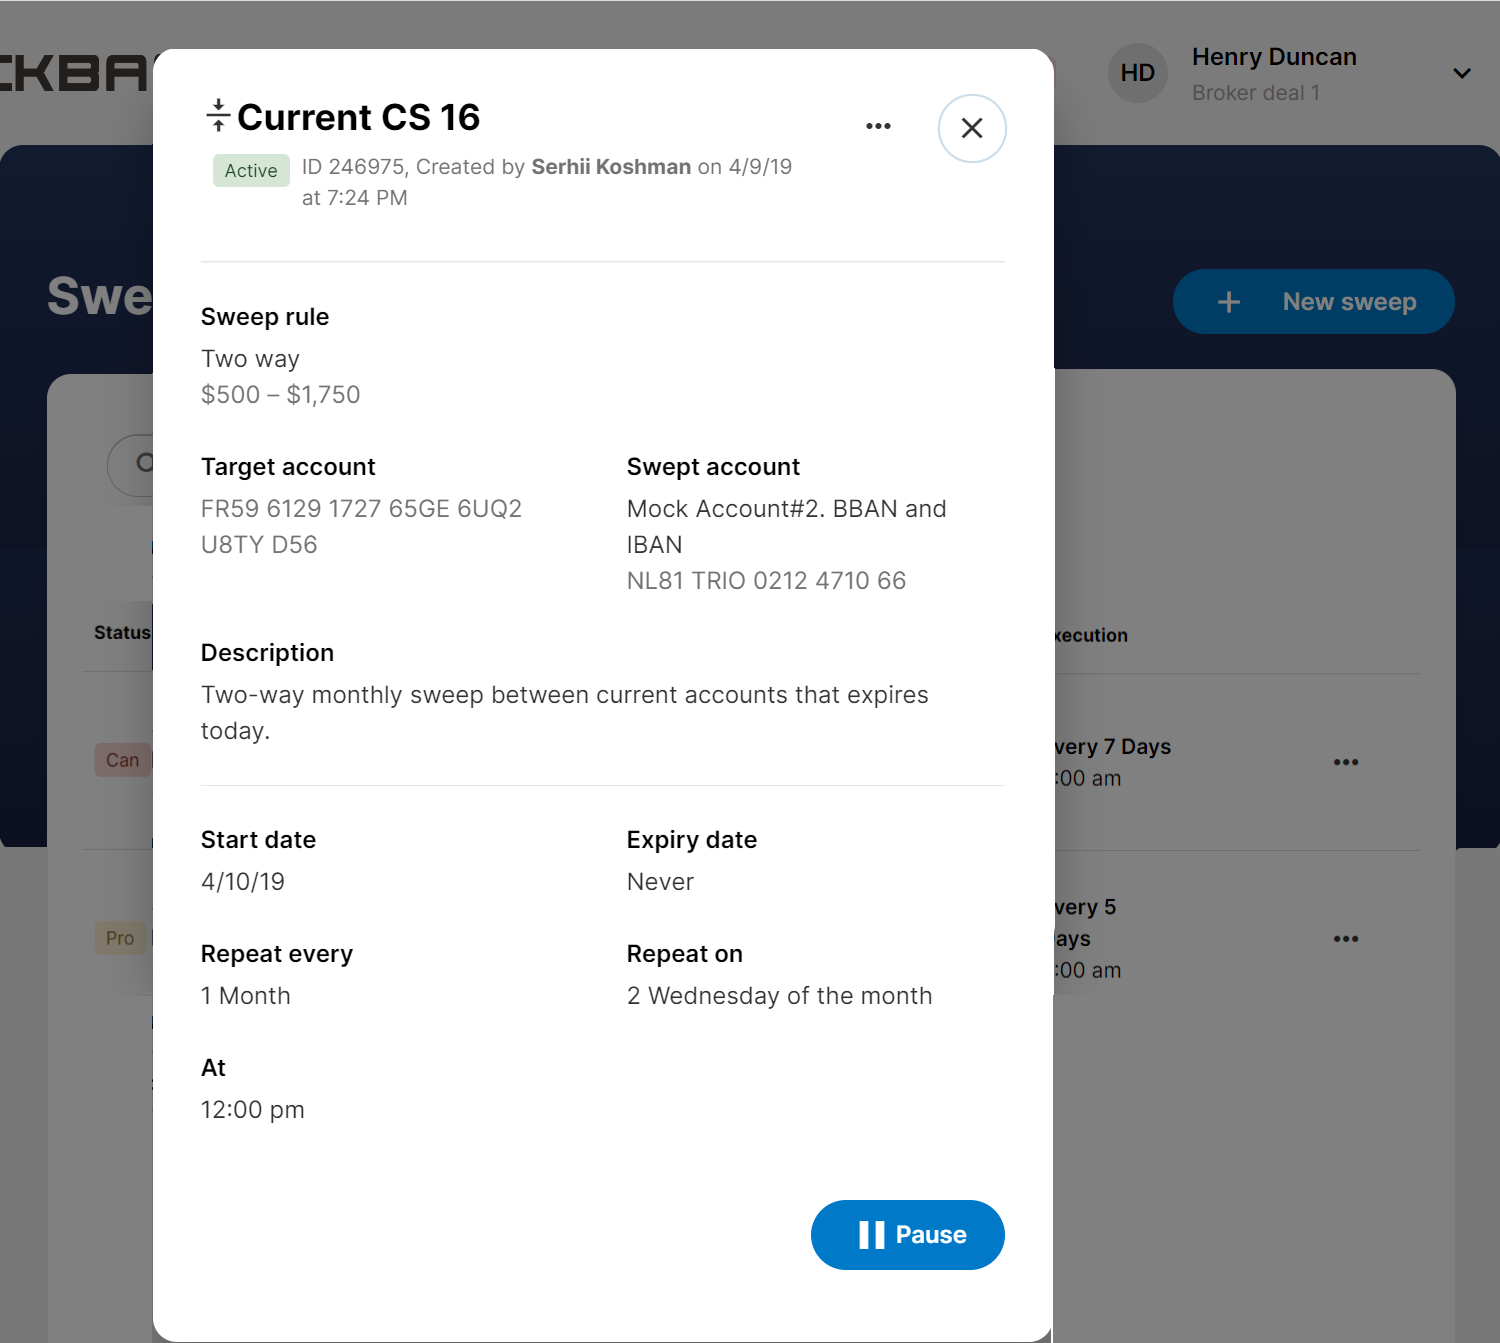 CKBA
HD
Henry Duncan
Broker deal 1
Current CS 16
Active
ID 246975, Created by Serhii Koshman on 4/9/19
at 7:24 PM
Swe
New sweep
Sweep rule
Two way
$500 – $1,750
Target account
FR59 6129 1727 65GE 6UQ2
U8TY D56
Swept account
Mock Account#2. BBAN and
IBAN
NL81 TRIO 0212 4710 66
Status
xecution
Description
Two-way monthly sweep between current accounts that expires
today.
Can
very 7 Days
:00 am
Start date
4/10/19
Expiry date
Never
Pro
very 5
ays
:00 am
Repeat every
1 Month
Repeat on
2 Wednesday of the month
At
12:00 pm
Pause